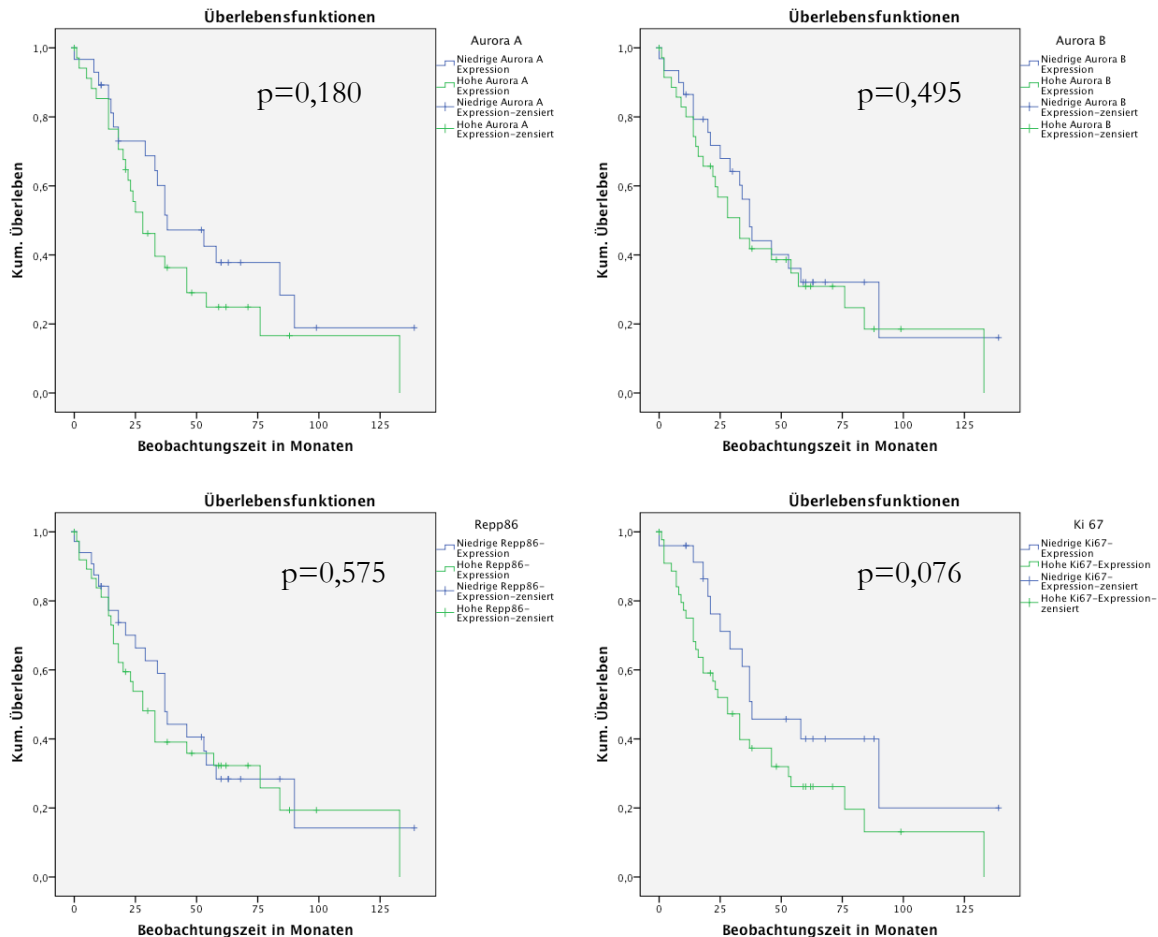 Überlebensfunktionen
Aurora A
Niedrige Aurora A
Expression
Hohe Aurora A
Expression
Niedrige Aurora A
Expression-zensiert
Hohe Aurora A
Expression-zensiert
p=0,180
1,0
0,8
0,6
0,4
0,2
0,0
Kum. Überleben
0 25 50 75 100 125
Beobachtungszeit in Monaten
Überlebensfunktionen
Aurora B
Niedrige Aurora B
Expression
Hohe Aurora B
Expression
Niedrige Aurora B
Expression-zensiert
Hohe Aurora B
Expression-zensiert
p=0,495
1,0
0,8
0,6
0,4
0,2
0,0
Kum. Überleben
0 25 50 75 100 125
Beobachtungszeit in Monaten
Überlebensfunktionen
Repp86
Niedrige Repp86-
Expression
Hohe Repp86-
Expression
Niedrige Repp86-
Expression-zensiert
Hohe Repp86-
Expression-zensiert
p=0,575
1,0
0,8
0,6
0,4
0,2
0,0
Kum. Überleben
0 25 50 75 100 125
Beobachtungszeit in Monaten
Überlebensfunktionen
Ki 67
Niedrige Ki67-
Expression
Hohe Ki67-Expression
Niedrige Ki67-
Expression-zensiert
Hohe Ki67-Expression-
zensiert
p=0,076
1,0
0,8
0,6
0,4
0,2
0,0
Kum. Überleben
0 25 50 75 100 125
Beobachtungszeit in Monaten